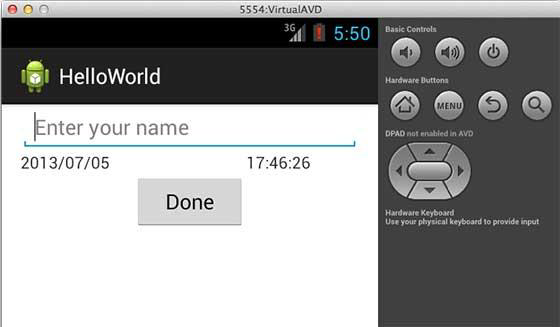 5554:VirtualAVD
3G 5:50
HelloWorld
Enter your name
2013/07/05 17:46:26
Done
Basic Controls
Hardware Buttons
MENU
DPAD not enabled in AVD
Hardware Keyboard
Use your physical keyboard to provide input